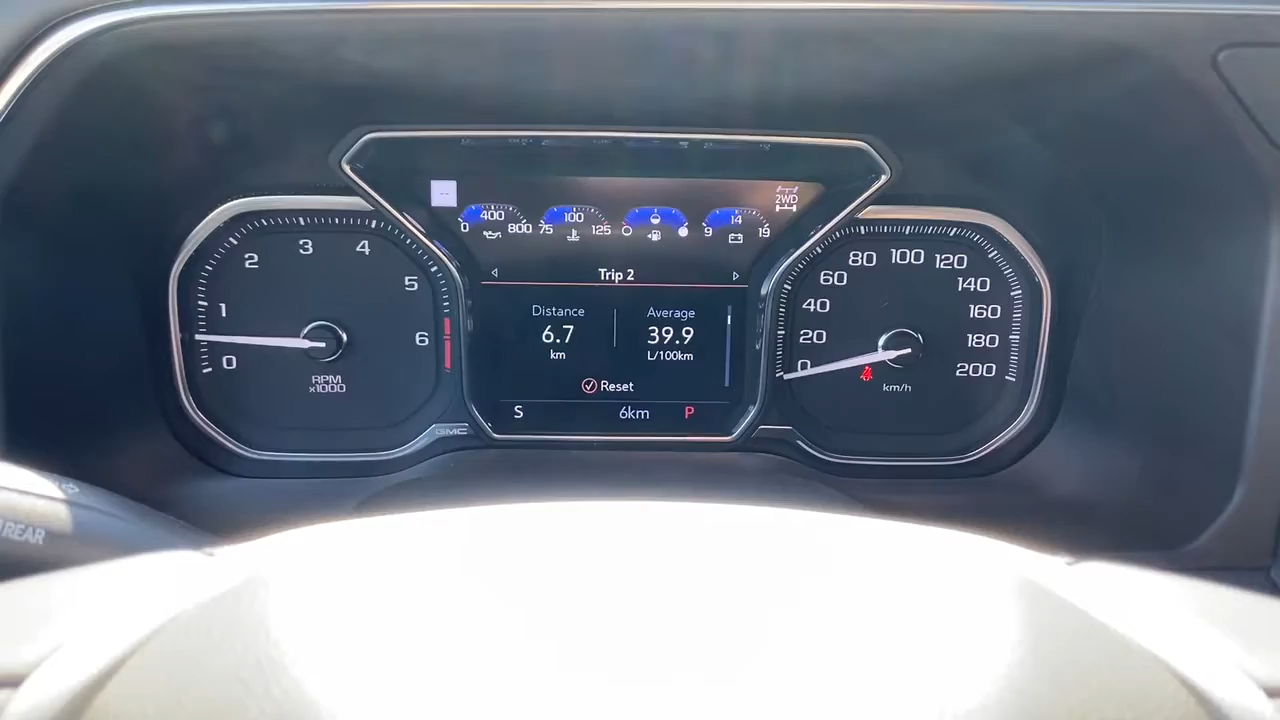 2WD
400
0 800
100
75 125
14
9 19
Trip 2
Distance
6.7
km
Average
39.9
L/100km
Reset
S 6km P
0 1 2 3 4 5 6
RPM
x1000
GMC
0 20 40 60 80 100 120 140 160 180 200
km/h
REAR